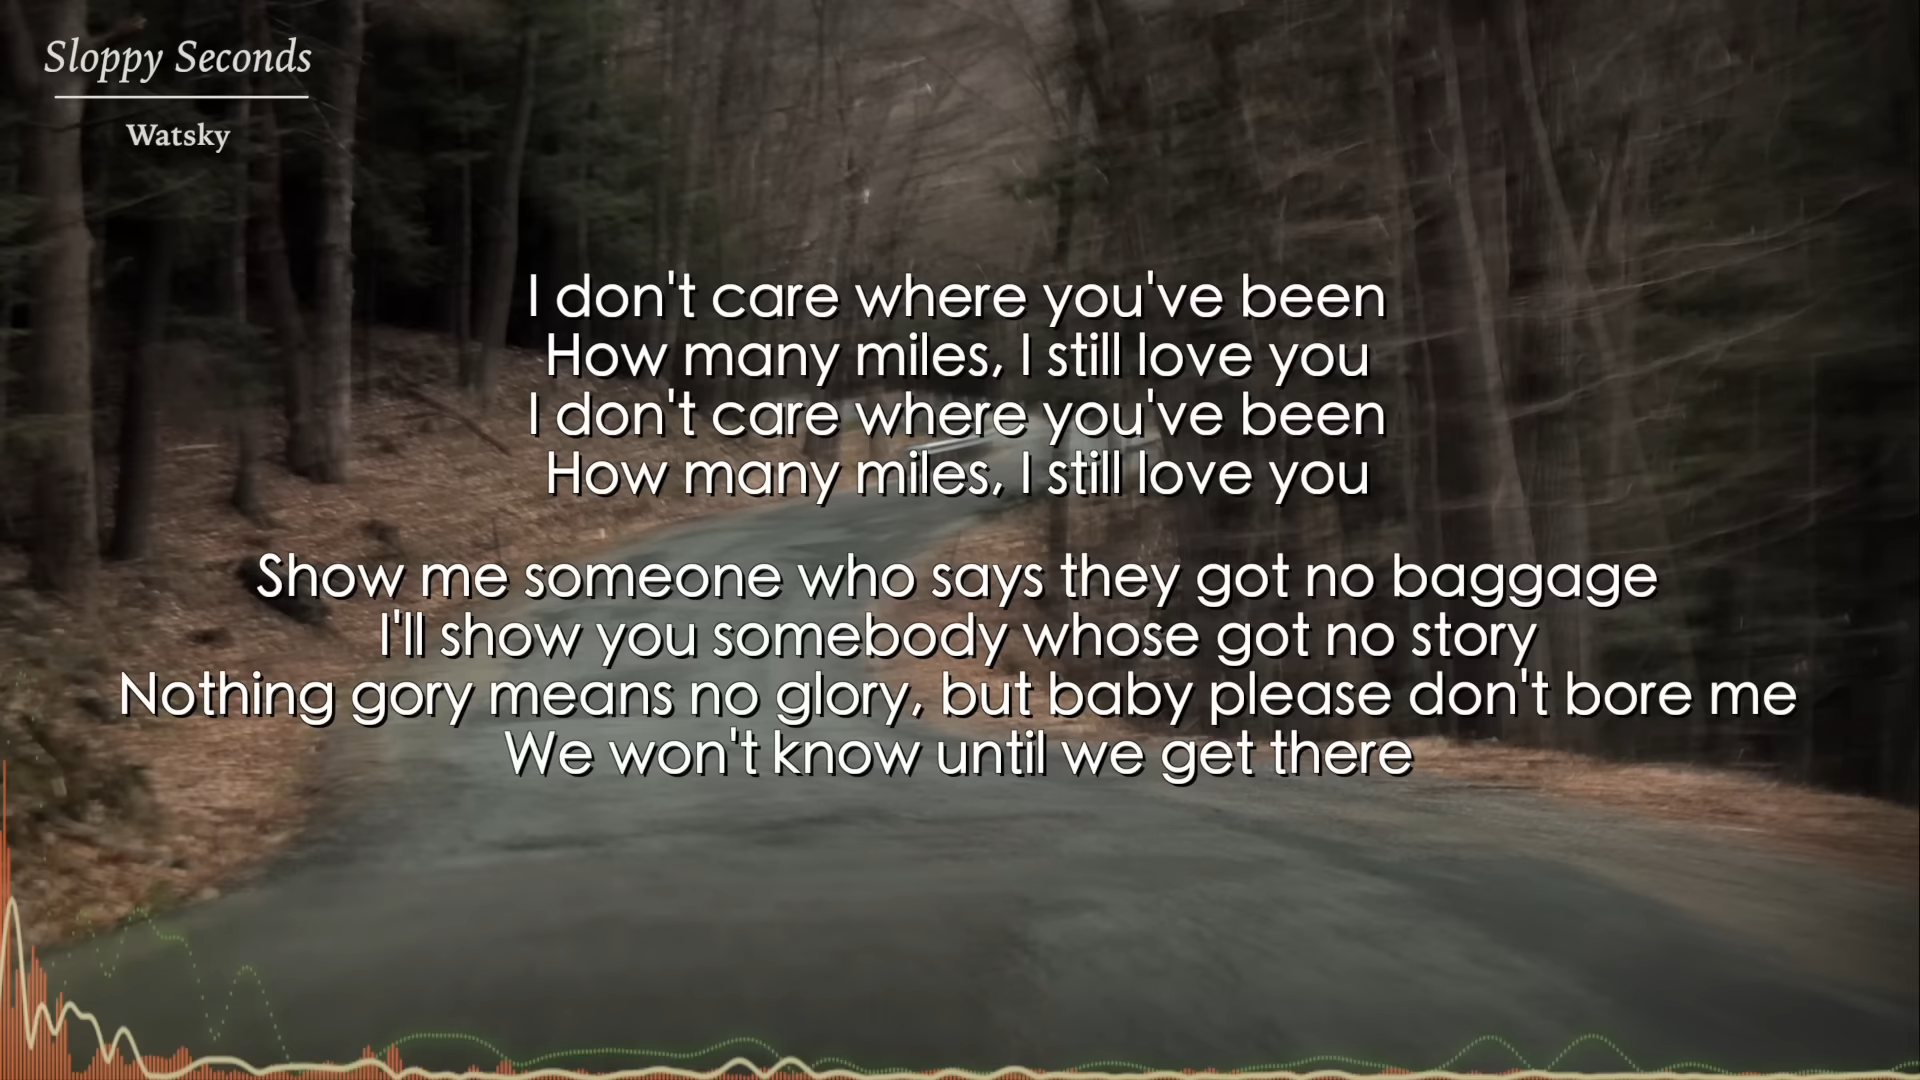 Sloppy Seconds
Watsky
I don't care where you've been
How many miles, I still love you
I don't care where you've been
How many miles, I still love you
Show me someone who says they got no baggage
I'll show you somebody whose got no story
Nothing gory means no glory, but baby please don't bore me
We won't know until we get there